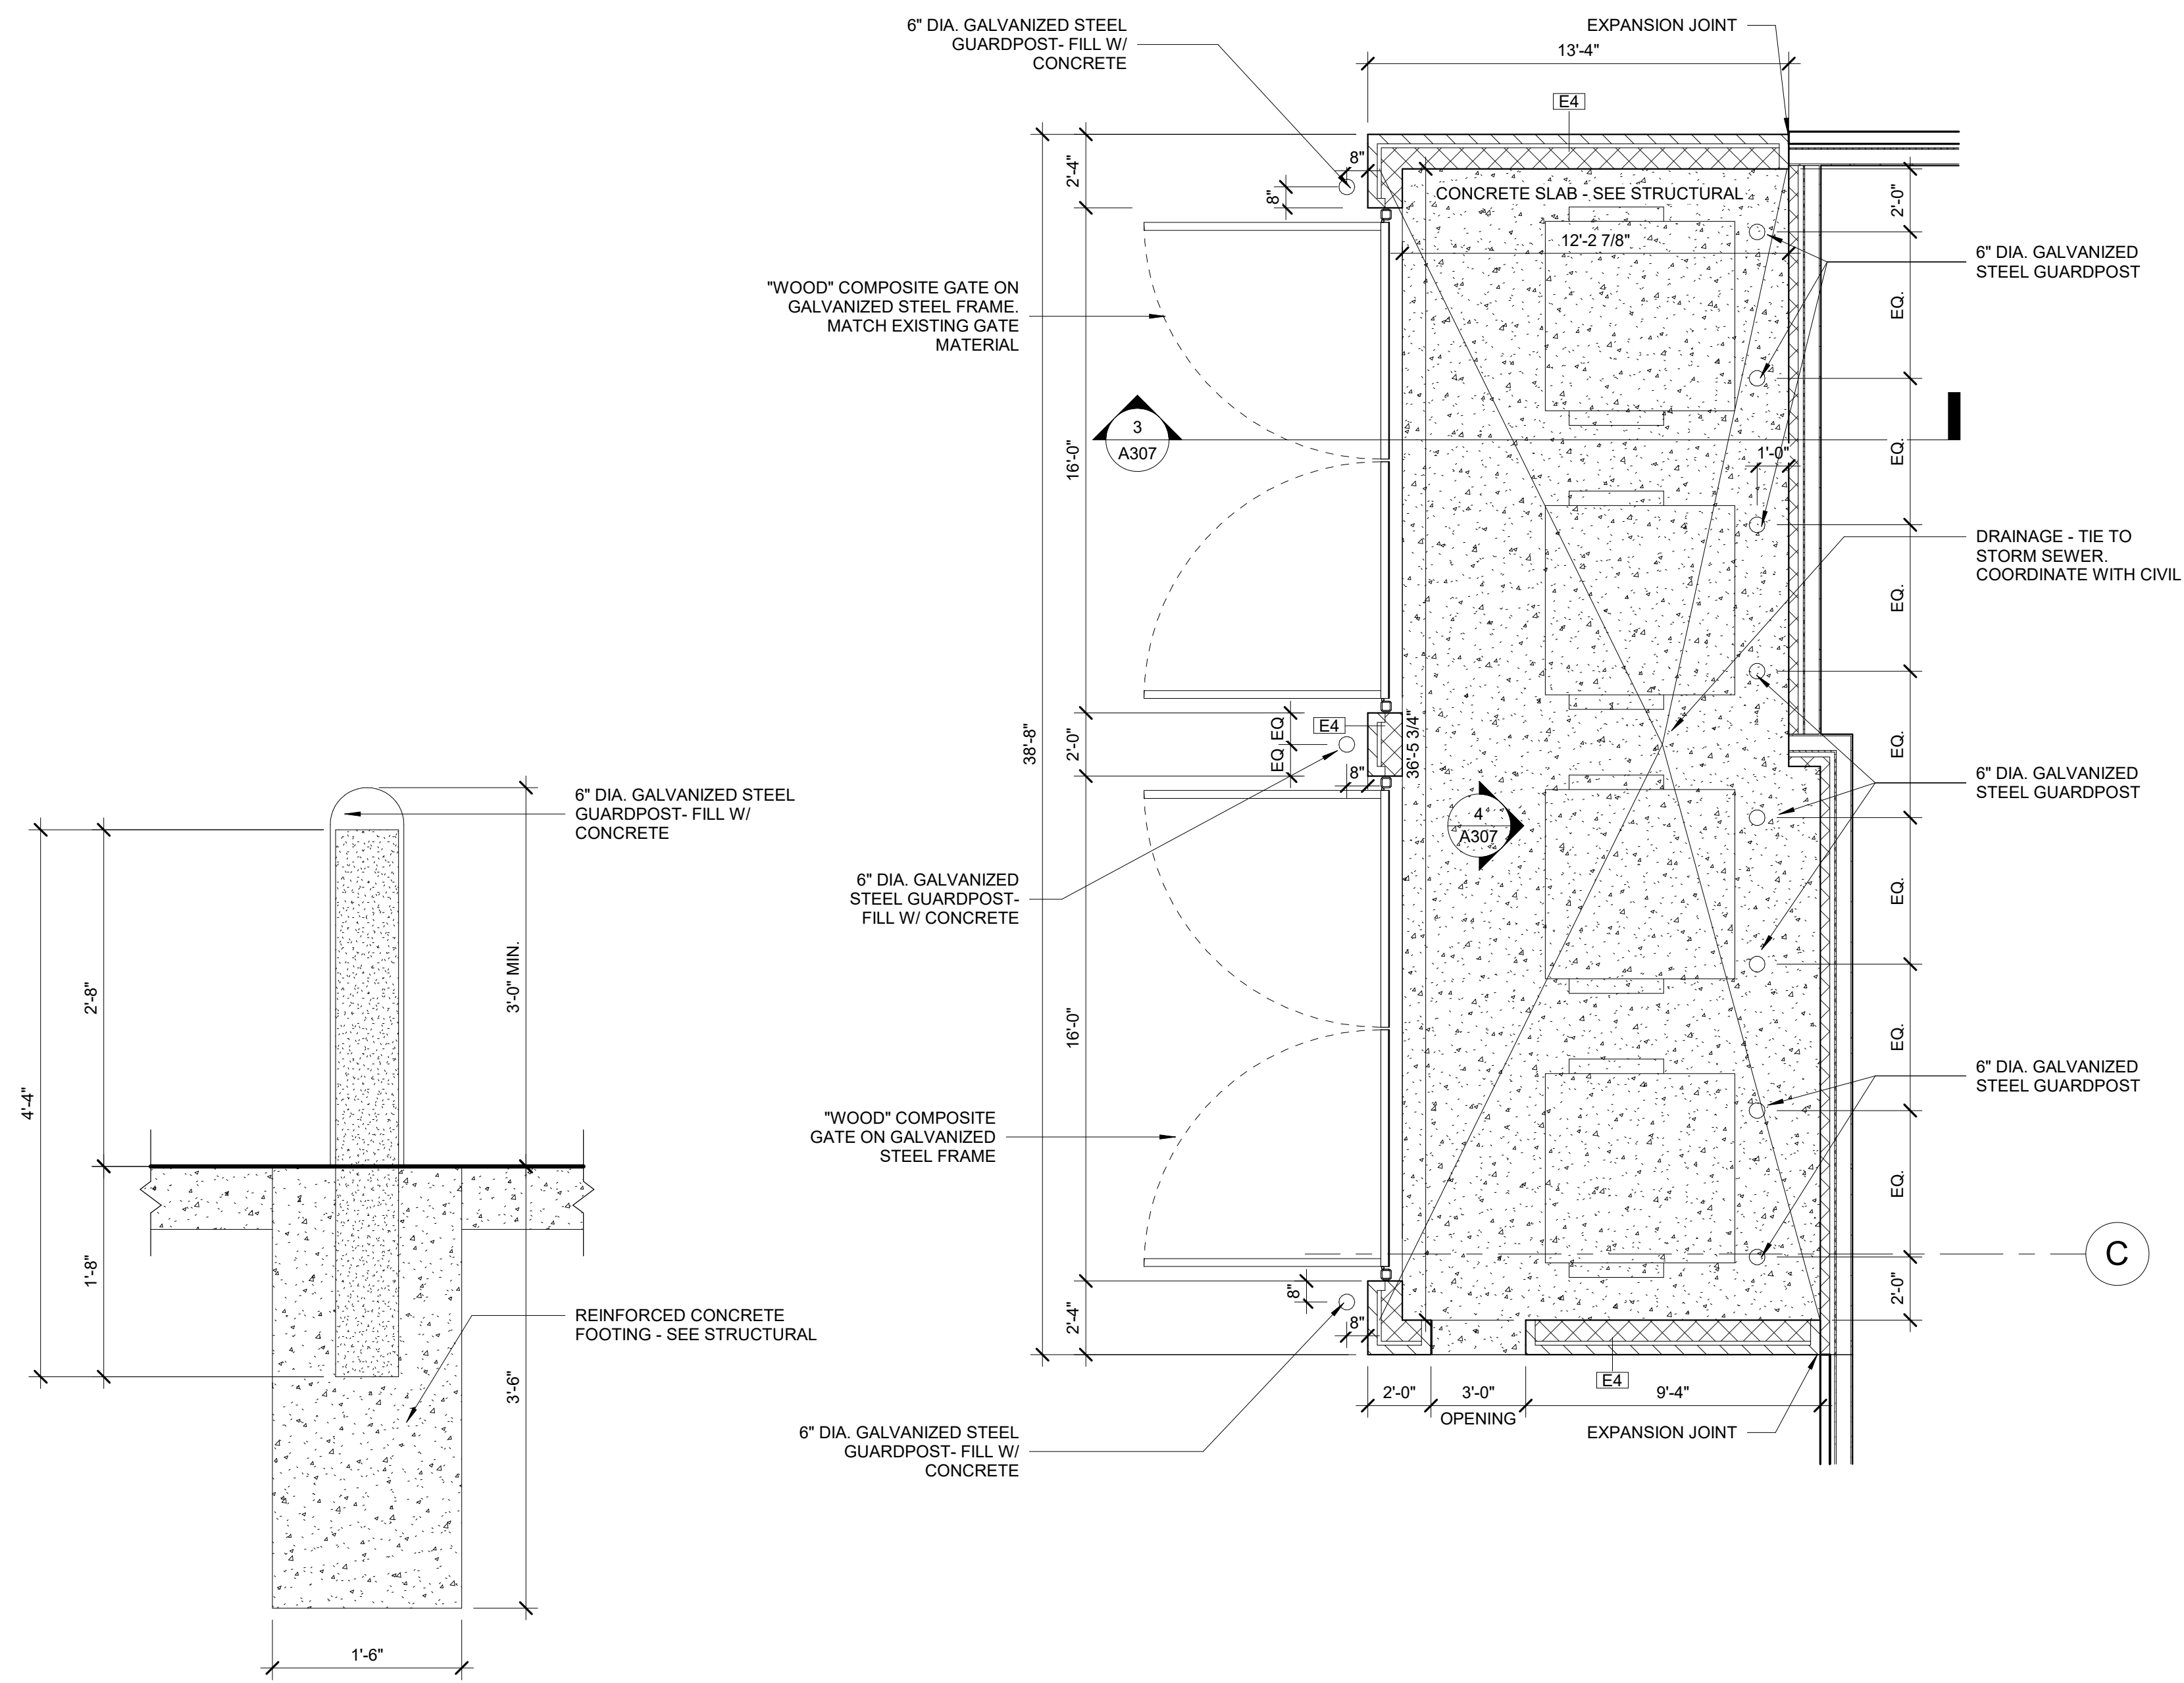 6" DIA. GALVANIZED STEEL
GUARDPOST- FILL W/
CONCRETE
EXPANSION JOINT
13'-4"
E4
2'-4"
8"
8"
CONCRETE SLAB - SEE STRUCTURAL
12'-2 7/8"
2'-0"
6" DIA. GALVANIZED
STEEL GUARDPOST
"WOOD" COMPOSITE GATE ON
GALVANIZED STEEL FRAME.
MATCH EXISTING GATE
MATERIAL
EQ.
3
A307
16'-0"
EQ.
1'-0"
DRAINAGE - TIE TO
STORM SEWER.
COORDINATE WITH CIVIL
EQ.
38'-8"
2'-0"
EQ
EQ
E4
8"
36'-5 3/4"
EQ.
6" DIA. GALVANIZED
STEEL GUARDPOST
4
A307
6" DIA. GALVANIZED
STEEL GUARDPOST-
FILL W/ CONCRETE
EQ.
16'-0"
EQ.
6" DIA. GALVANIZED
STEEL GUARDPOST
"WOOD" COMPOSITE
GATE ON GALVANIZED
STEEL FRAME
EQ.
C
2'-0"
8"
8"
2'-4"
E4
2'-0"
3'-0"
OPENING
9'-4"
EXPANSION JOINT
6" DIA. GALVANIZED STEEL
GUARDPOST- FILL W/
CONCRETE
6" DIA. GALVANIZED STEEL
GUARDPOST- FILL W/
CONCRETE
2'-8"
3'-0" MIN.
4'-4"
1'-8"
REINFORCED CONCRETE
FOOTING - SEE STRUCTURAL
3'-6"
1'-6"